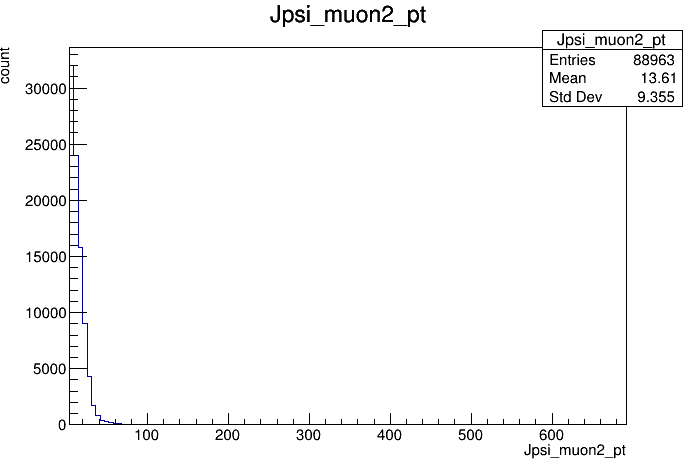 Jpsi_muon2_pt
count
Jpsi_muon2_pt
Entries 88963
Mean 13.61
Std Dev 9.355
30000
25000
20000
15000
10000
5000
0
100 200 300 400 500 600
Jpsi_muon2_pt